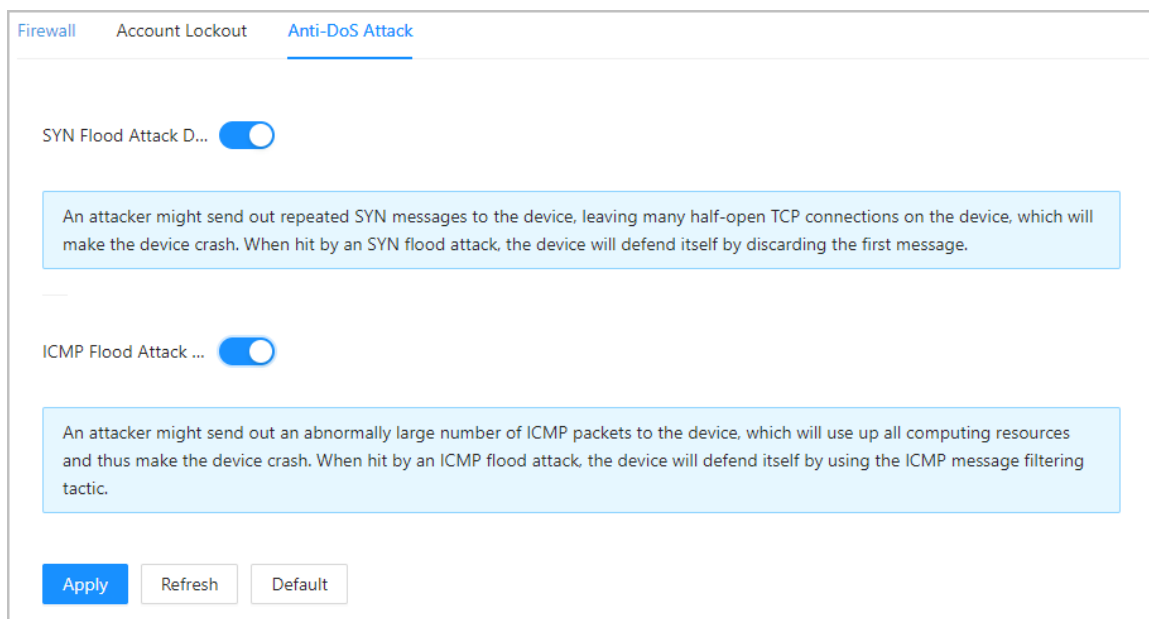 Firewall Account Lockout Anti-DoS Attack
SYN Flood Attack D...
An attacker might send out repeated SYN messages to the device, leaving many half-open TCP connections on the device, which will
make the device crash. When hit by an SYN flood attack, the device will defend itself by discarding the first message.
ICMP Flood Attack ...
An attacker might send out an abnormally large number of ICMP packets to the device, which will use up all computing resources
and thus make the device crash. When hit by an ICMP flood attack, the device will defend itself by using the ICMP message filtering
tactic.
Apply Refresh Default